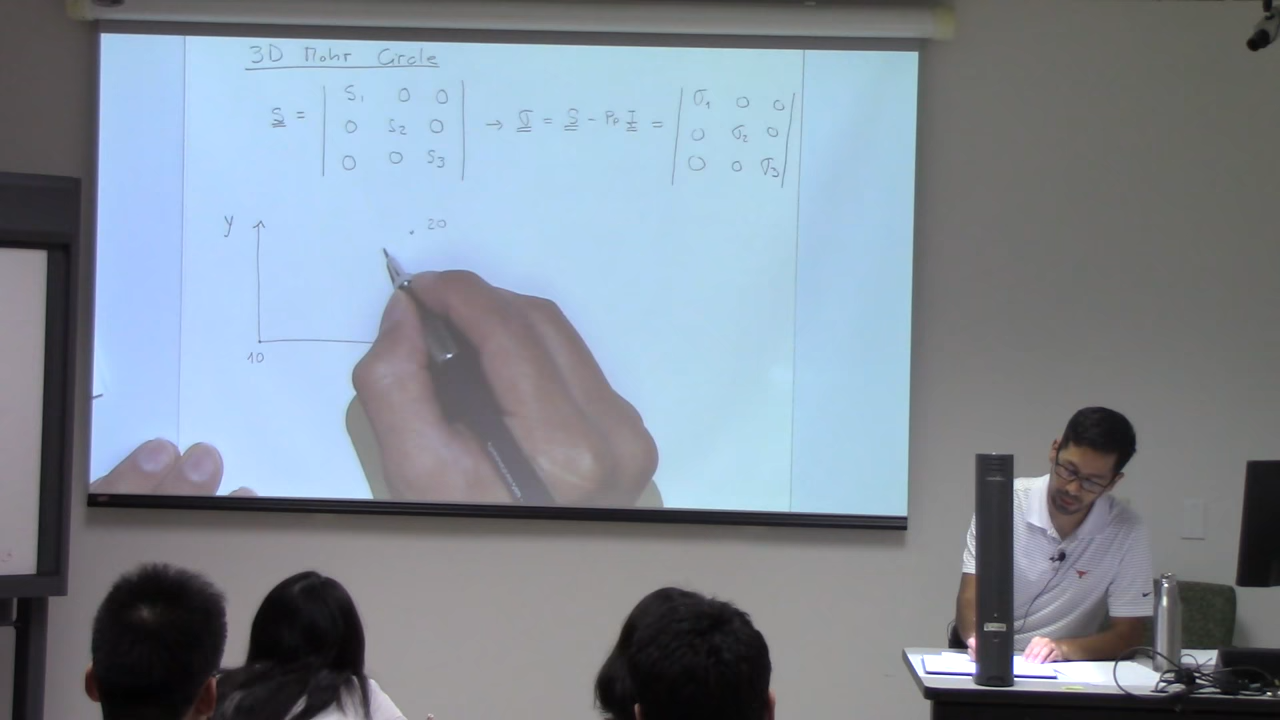 3D Mohr Circle
S₁ 0 0
S = 0 S₂ 0 → σ = S - Pp I =
0 0 S₃
σ₁ 0 0
0 σ₂ 0
0 0 σ₃
y
20
10